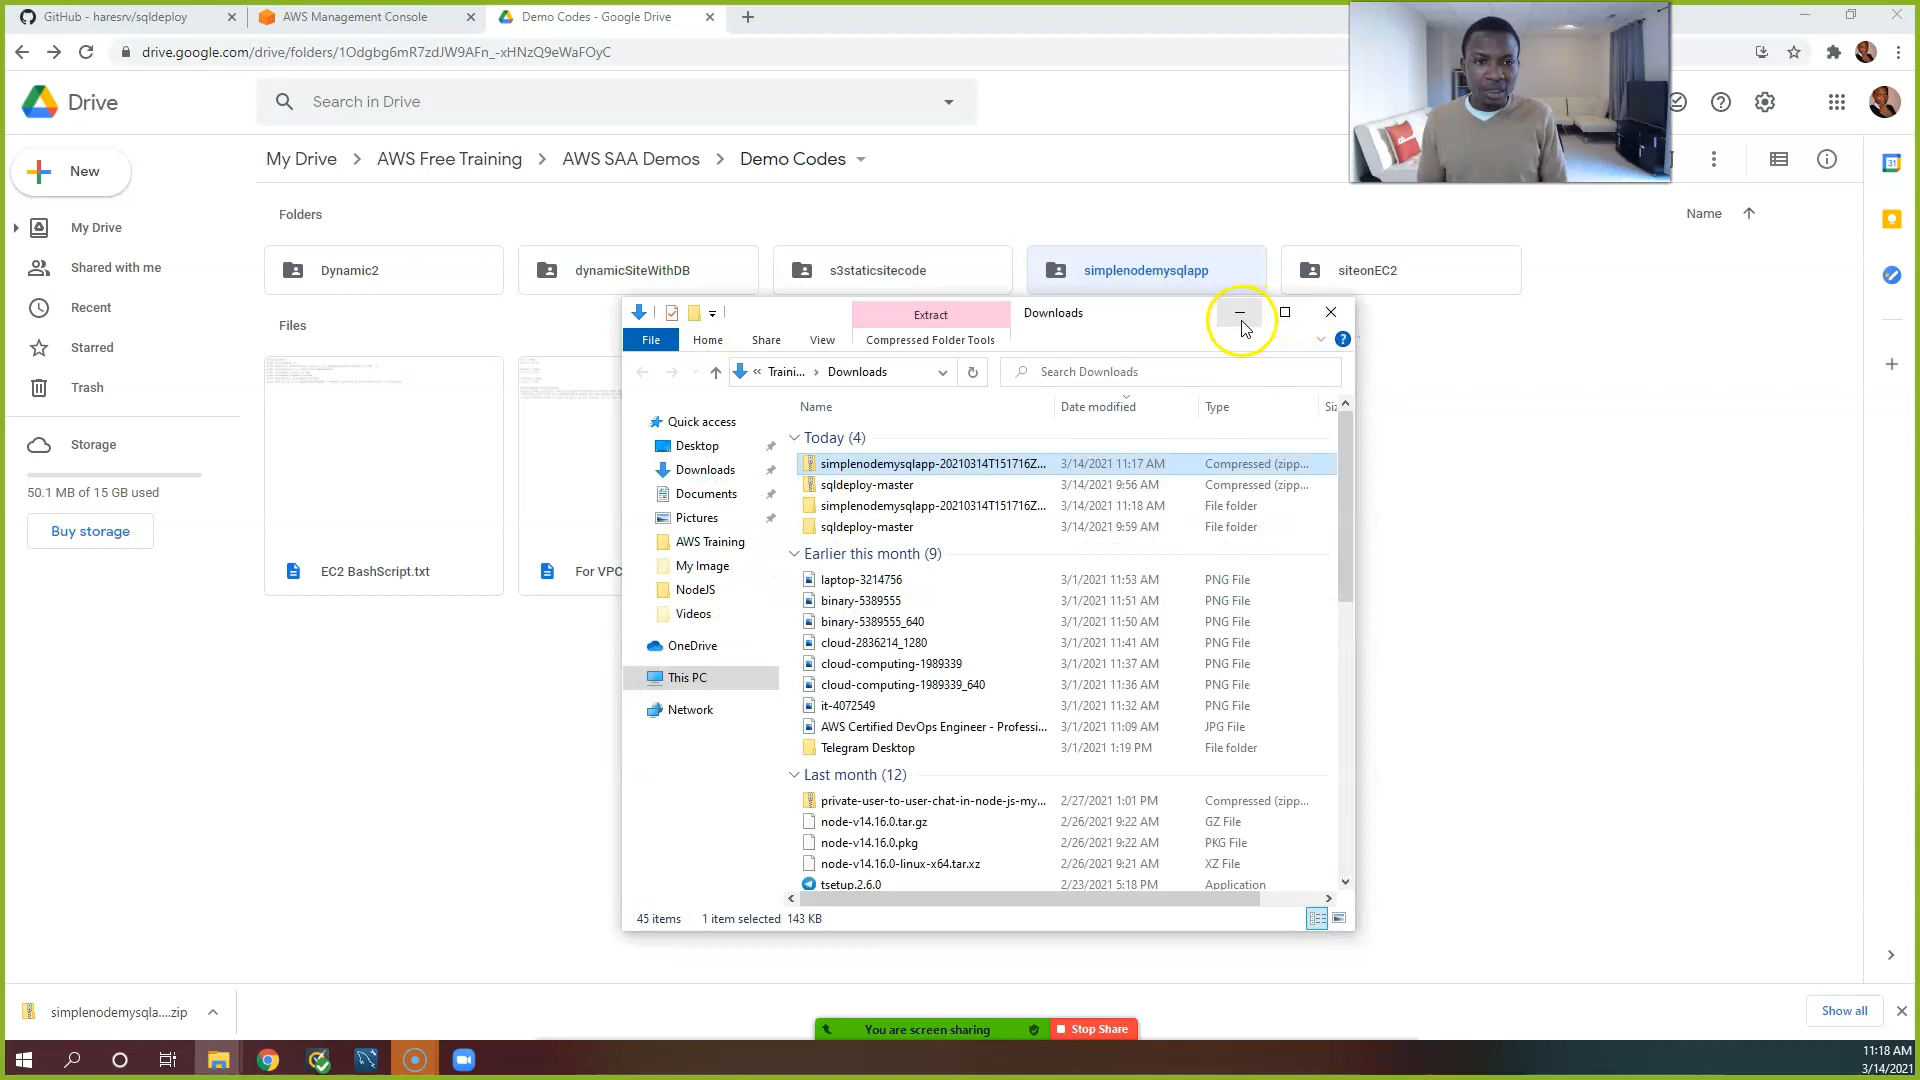 GitHub - haresrv/sqldeploy
AWS Management Console
Demo Codes - Google Drive
drive.google.com/drive/folders/1Odgbg6mR7zdJW9AFn_-xHNzQ9eWaFOyC
Drive
Search in Drive
New
My Drive > AWS Free Training > AWS SAA Demos > Demo Codes
My Drive
Shared with me
Recent
Starred
Trash
Storage
50.1 MB of 15 GB used
Buy storage
Folders
Name
Dynamic2
dynamicSiteWithDB
s3staticsitecode
simplenodemysqlapp
siteonEC2
Files
EC2 BashScript.txt
For VPC
31
Extract
Downloads
File
Home
Share
View
Compressed Folder Tools
« Traini... > Downloads
Search Downloads
Quick access
Desktop
Downloads
Documents
Pictures
AWS Training
My Image
NodeJS
Videos
OneDrive
This PC
Network
Name Date modified Type Siz
Today (4)
simplenodemysqlapp-20210314T151716Z... 3/14/2021 11:17 AM Compressed (zipp...
sqldeploy-master 3/14/2021 9:56 AM Compressed (zipp...
simplenodemysqlapp-20210314T151716Z... 3/14/2021 11:18 AM File folder
sqldeploy-master 3/14/2021 9:59 AM File folder
Earlier this month (9)
laptop-3214756 3/1/2021 11:53 AM PNG File
binary-5389555 3/1/2021 11:51 AM PNG File
binary-5389555_640 3/1/2021 11:50 AM PNG File
cloud-2836214_1280 3/1/2021 11:41 AM PNG File
cloud-computing-1989339 3/1/2021 11:37 AM PNG File
cloud-computing-1989339_640 3/1/2021 11:36 AM PNG File
it-4072549 3/1/2021 11:32 AM PNG File
AWS Certified DevOps Engineer - Professi... 3/1/2021 11:09 AM JPG File
Telegram Desktop 3/1/2021 1:19 PM File folder
Last month (12)
private-user-to-user-chat-in-node-js-my... 2/27/2021 1:01 PM Compressed (zipp...
node-v14.16.0.tar.gz 2/26/2021 9:22 AM GZ File
node-v14.16.0.pkg 2/26/2021 9:22 AM PKG File
node-v14.16.0-linux-x64.tar.xz 2/26/2021 9:21 AM XZ File
tsetup.2.6.0 2/23/2021 5:18 PM Application
45 items 1 item selected 143 KB
simplenodemysqla....zip
Show all
You are screen sharing
Stop Share
11:18 AM
3/14/2021